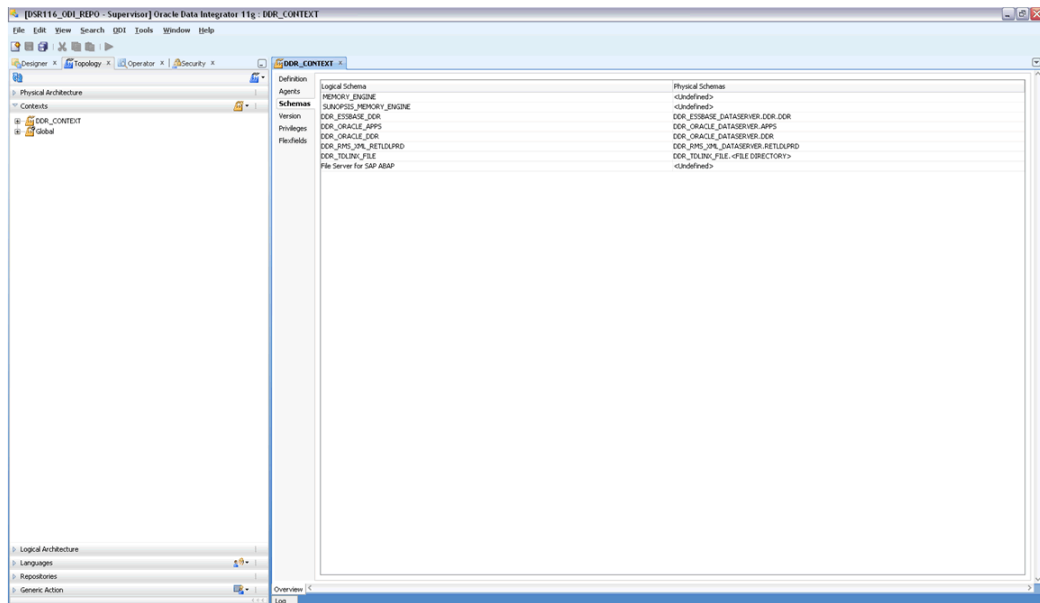 [DSR116_ODI_REPO - Supervisor] Oracle Data Integrator 11g : DDR_CONTEXT
File Edit View Search ODI Tools Window Help
Designer Topology Operator Security
DDR_CONTEXT
Physical Architecture
Contexts
DDR_CONTEXT
Global
Definition
Agents
Schemas
Version
Privileges
Flexfields
Logical Schema Physical Schemas
MEMORY_ENGINE <Undefined>
SUNOPSIS_MEMORY_ENGINE <Undefined>
DDR_ESSBASE_DDR DDR_ESSBASE_DATASERVER.DDR.DDR
DDR_ORACLE_APPS DDR_ORACLE_DATASERVER.APPS
DDR_ORACLE_DDR DDR_ORACLE_DATASERVER.DDR
DDR_RMS_XML_RETLDLPRD DDR_RMS_XML_DATASERVER.RETLDLPRD
DDR_TDLINX_FILE DDR_TDLINX_FILE.<FILE DIRECTORY>
File Server for SAP ABAP <Undefined>
Logical Architecture
Languages
Repositories
Generic Action
Overview
Log